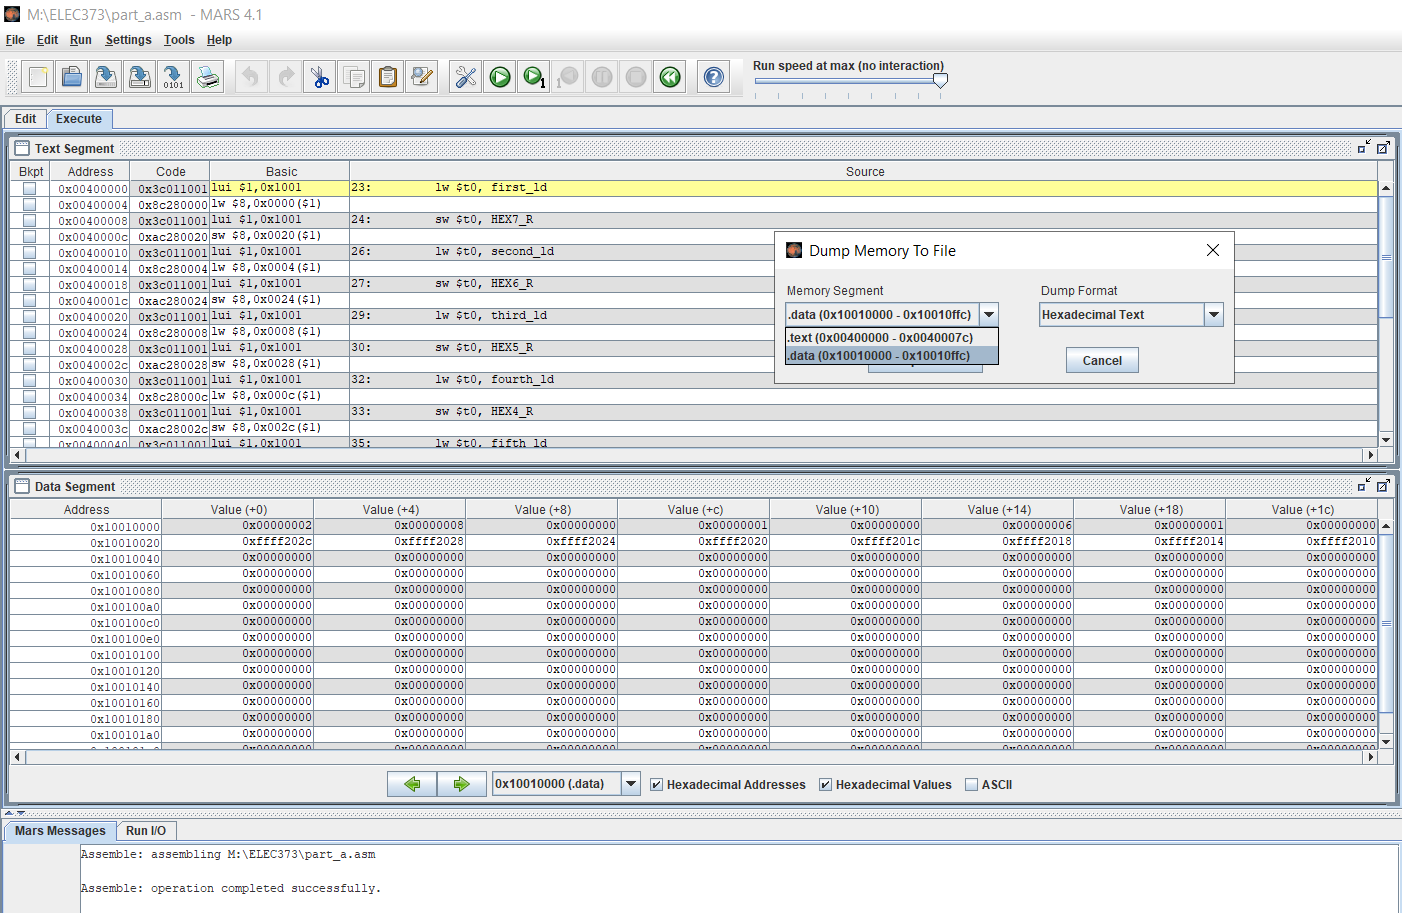 M:\ELEC373\part_a.asm - MARS 4.1
File Edit Run Settings Tools Help
Run speed at max (no interaction)
0101
1
1
Edit Execute
Text Segment
Bkpt Address Code Basic Source
0x00400000 0x3c011001 lui $1,0x1001 23: lw $t0, first_ld
0x00400004 0x8c280000 lw $8,0x0000($1)
0x00400008 0x3c011001 lui $1,0x1001 24: sw $t0, HEX7_R
0x0040000c 0xac280020 sw $8,0x0020($1)
0x00400010 0x3c011001 lui $1,0x1001 26: lw $t0, second_ld
0x00400014 0x8c280004 lw $8,0x0004($1)
0x00400018 0x3c011001 lui $1,0x1001 27: sw $t0, HEX6_R
0x0040001c 0xac280024 sw $8,0x0024($1)
0x00400020 0x3c011001 lui $1,0x1001 29: lw $t0, third_ld
0x00400024 0x8c280008 lw $8,0x0008($1)
0x00400028 0x3c011001 lui $1,0x1001 30: sw $t0, HEX5_R
0x0040002c 0xac280028 sw $8,0x0028($1)
0x00400030 0x3c011001 lui $1,0x1001 32: lw $t0, fourth_ld
0x00400034 0x8c28000c lw $8,0x000c($1)
0x00400038 0x3c011001 lui $1,0x1001 33: sw $t0, HEX4_R
0x0040003c 0xac28002c sw $8,0x002c($1)
0x00400040 0x3c011001 lui $1,0x1001 35: lw $t0, fifth_ld
Dump Memory To File
Memory Segment Dump Format
.data (0x10010000 - 0x10010ffc) Hexadecimal Text
.text (0x00400000 - 0x0040007c)
.data (0x10010000 - 0x10010ffc)
Cancel
Data Segment
Address Value (+0) Value (+4) Value (+8) Value (+c) Value (+10) Value (+14) Value (+18) Value (+1c)
0x10010000 0x00000002 0x00000008 0x00000000 0x00000001 0x00000000 0x00000006 0x00000001 0x00000000
0x10010020 0xffff202c 0xffff2028 0xffff2024 0xffff2020 0xffff201c 0xffff2018 0xffff2014 0xffff2010
0x10010040 0x00000000 0x00000000 0x00000000 0x00000000 0x00000000 0x00000000 0x00000000 0x00000000
0x10010060 0x00000000 0x00000000 0x00000000 0x00000000 0x00000000 0x00000000 0x00000000 0x00000000
0x10010080 0x00000000 0x00000000 0x00000000 0x00000000 0x00000000 0x00000000 0x00000000 0x00000000
0x100100a0 0x00000000 0x00000000 0x00000000 0x00000000 0x00000000 0x00000000 0x00000000 0x00000000
0x100100c0 0x00000000 0x00000000 0x00000000 0x00000000 0x00000000 0x00000000 0x00000000 0x00000000
0x100100e0 0x00000000 0x00000000 0x00000000 0x00000000 0x00000000 0x00000000 0x00000000 0x00000000
0x10010100 0x00000000 0x00000000 0x00000000 0x00000000 0x00000000 0x00000000 0x00000000 0x00000000
0x10010120 0x00000000 0x00000000 0x00000000 0x00000000 0x00000000 0x00000000 0x00000000 0x00000000
0x10010140 0x00000000 0x00000000 0x00000000 0x00000000 0x00000000 0x00000000 0x00000000 0x00000000
0x10010160 0x00000000 0x00000000 0x00000000 0x00000000 0x00000000 0x00000000 0x00000000 0x00000000
0x10010180 0x00000000 0x00000000 0x00000000 0x00000000 0x00000000 0x00000000 0x00000000 0x00000000
0x100101a0 0x00000000 0x00000000 0x00000000 0x00000000 0x00000000 0x00000000 0x00000000 0x00000000
0x10010000 (.data) Hexadecimal Addresses Hexadecimal Values ASCII
Mars Messages Run I/O
Assemble: assembling M:\ELEC373\part_a.asm
Assemble: operation completed successfully.